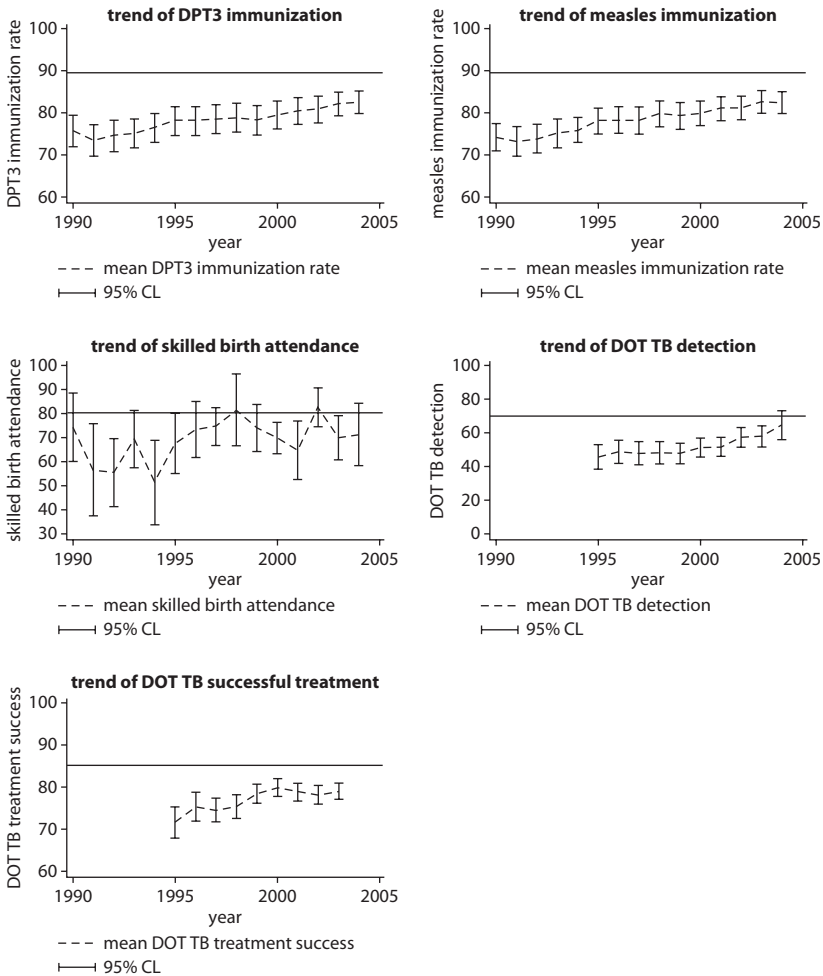 trend of DPT3 immunization
DPT3 immunization rate
100
90
80
70
60
1990 1995 2000 2005
year
mean DPT3 immunization rate
95% CL
trend of measles immunization
measles immunization rate
100
90
80
70
60
1990 1995 2000 2005
year
mean measles immunization rate
95% CL
trend of skilled birth attendance
skilled birth attendance
100
90
80
70
60
50
40
30
1990 1995 2000 2005
year
mean skilled birth attendance
95% CL
trend of DOT TB detection
DOT TB detection
100
80
60
40
20
0
1990 1995 2000 2005
year
mean DOT TB detection
95% CL
trend of DOT TB successful treatment
DOT TB treatment success
100
90
80
70
60
1990 1995 2000 2005
year
mean DOT TB treatment success
95% CL